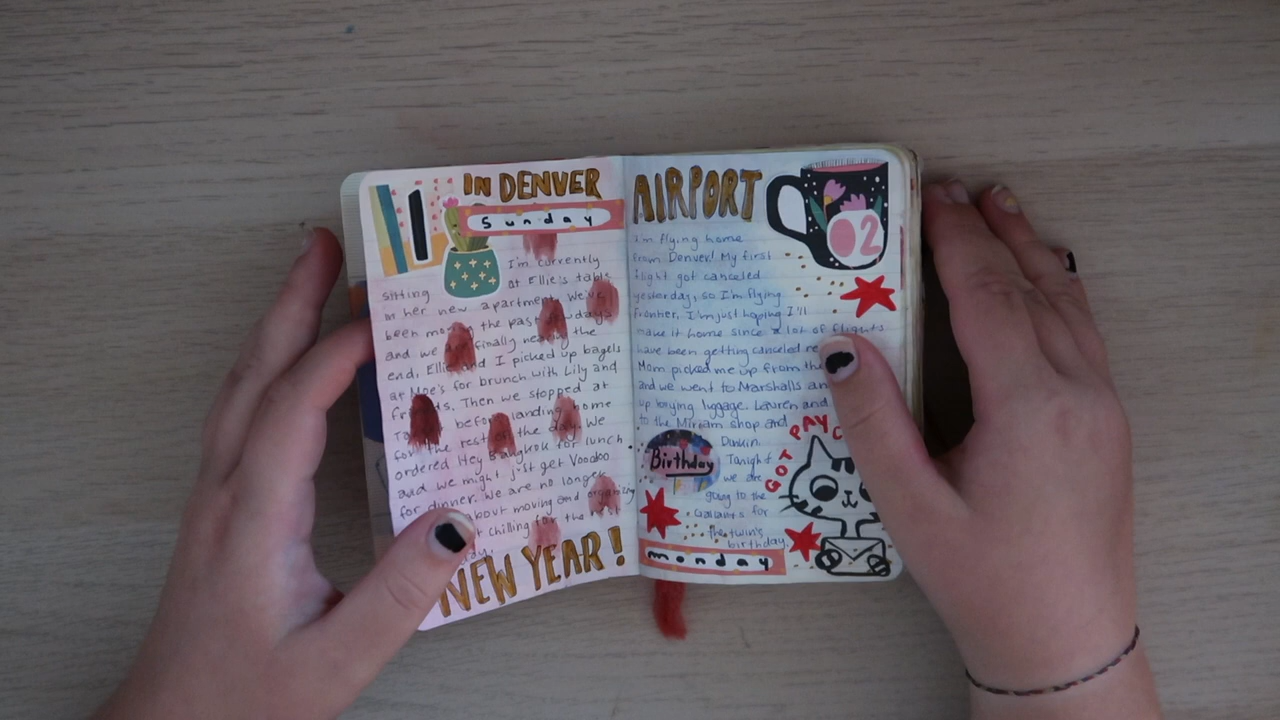 IN DENVER
Sunday
I'm currently
sitting at Ellie's table
in her new apartment. We've
been the past days
and we finally the
end. Ellie and I picked up bagels
at Moe's for brunch with Lily and
friends. Then we stopped at
before landing home
for the rest of the day. We
ordered Hey Bangkok for lunch
and we might just get Voodoo
for dinner. We are no longer
about moving and organizing
chilling for the
NEW YEAR!
AIRPORT
02
I'm flying home
from Denver! My first
flight got canceled
yesterday, so I'm flying
Frontier. I'm just hoping I'll
make it home since a lot of flights
have been getting canceled
Mom picked me up from the
and we went to Marshalls
up buying luggage. Lauren and
to the Miriam shop and
Dunkin.
Birthday
Tonight
we are
going to the
for
the twin's
birthday.
GOT
monday